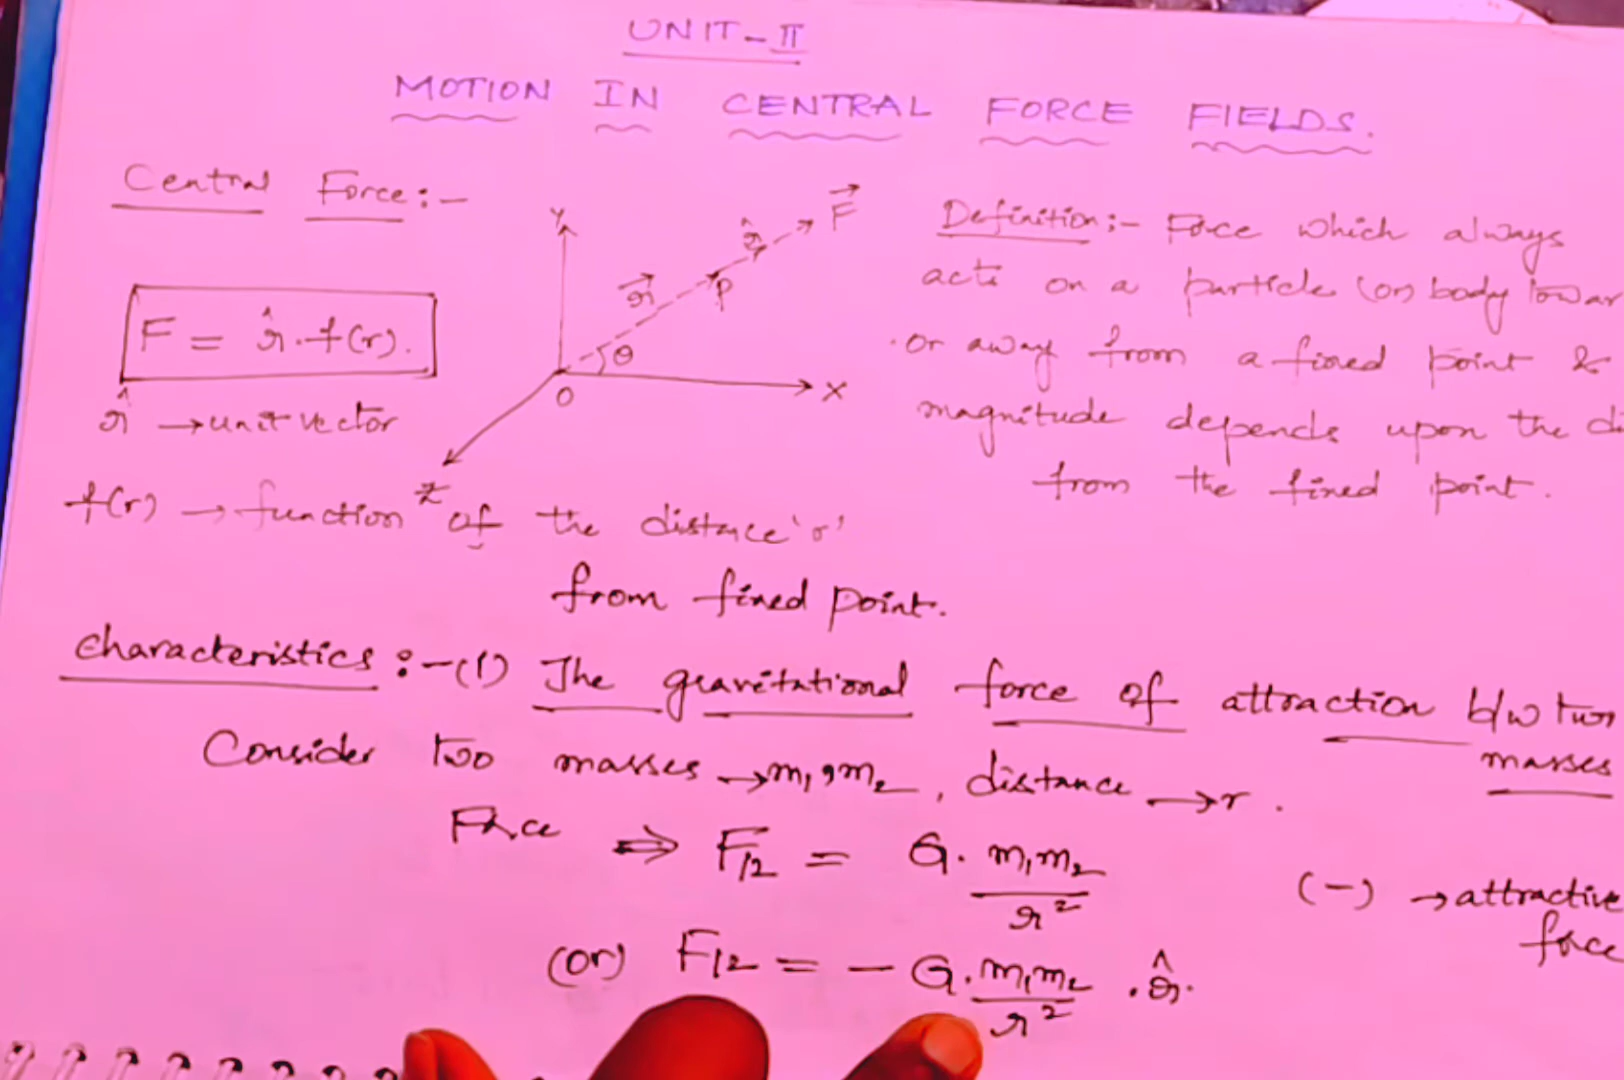 UNIT-II
MOTION IN CENTRAL FORCE FIELDS.
Central Force:-
F = r̂.f(r).
r̂ → unit vector
f(r) → function of the distance 'r'
from fixed point.
Y
r⃗
P
r̂
F⃗
θ
O
X
Z
Definition:- Force which always
acts on a particle (or) body towar
or away from a fixed point &
magnitude depends upon the di
from the fixed point.
Characteristics:-(1) The gravitational force of attraction b/w two
masses
Consider two masses → m₁, m₂, distance → r.
Force ⇒ F₁₂ = G. m₁m₂ / r²
(-) → attractive
force
(or) F₁₂ = - G. m₁m₂ / r² . r̂.